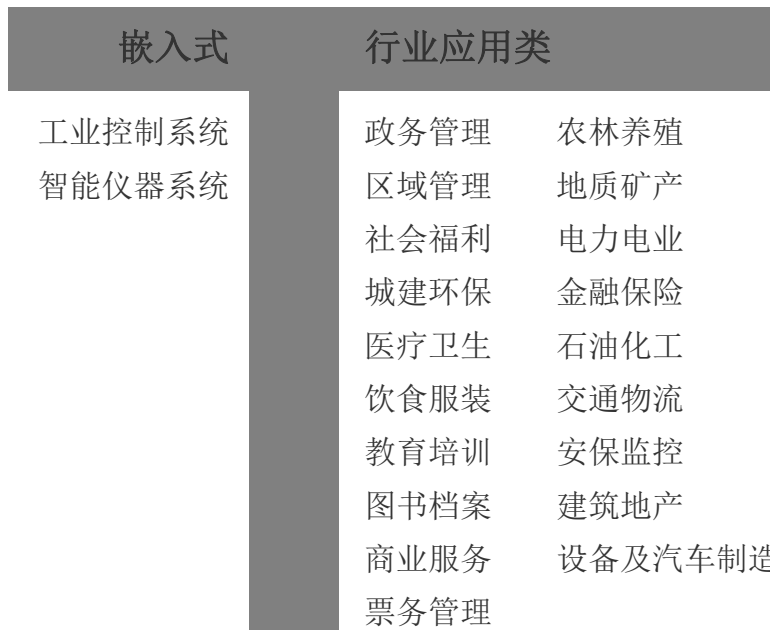 嵌入式
工业控制系统
智能仪器系统
行业应用类
政务管理 农林养殖
区域管理 地质矿产
社会福利 电力电业
城建环保 金融保险
医疗卫生 石油化工
饮食服装 交通物流
教育培训 安保监控
图书档案 建筑地产
商业服务 设备及汽车制造
票务管理